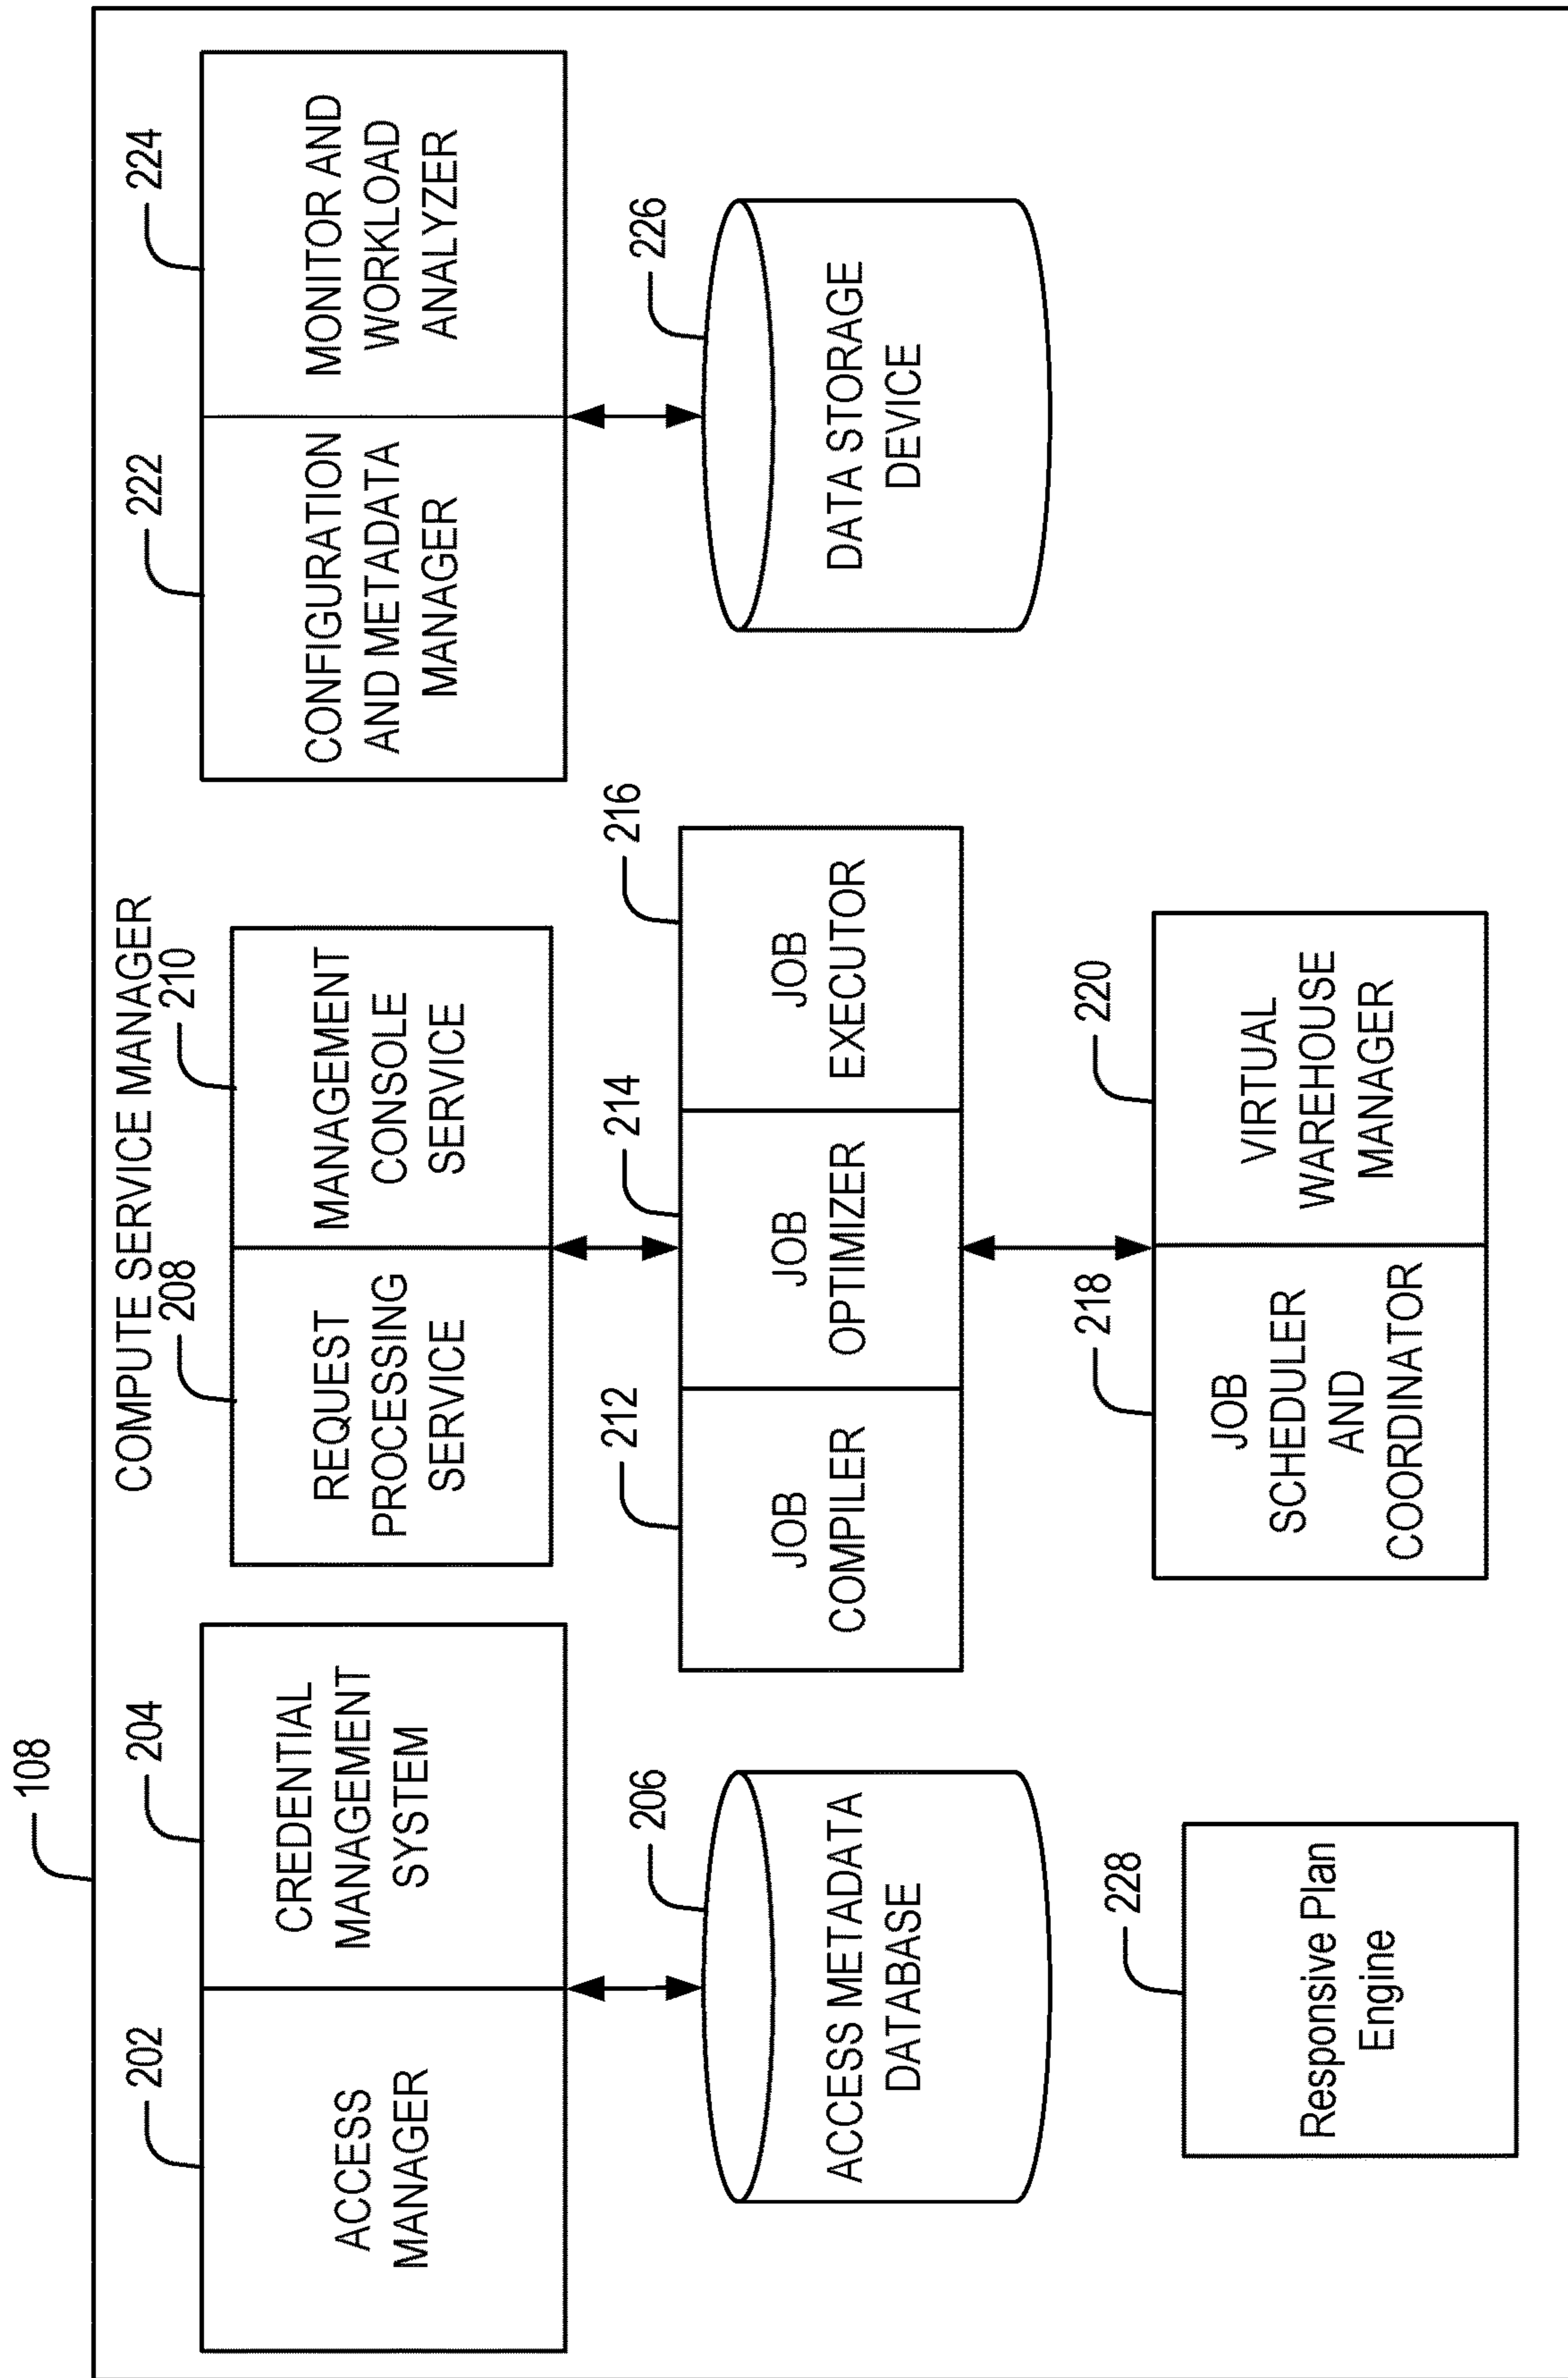 108
COMPUTE SERVICE MANAGER
202
204
ACCESS
MANAGER
CREDENTIAL
MANAGEMENT
SYSTEM
206
ACCESS METADATA
DATABASE
228
Responsive Plan
Engine
208
210
REQUEST
PROCESSING
SERVICE
MANAGEMENT
CONSOLE
SERVICE
212
214
216
JOB
COMPILER
JOB
OPTIMIZER
JOB
EXECUTOR
218
220
JOB
SCHEDULER
AND
COORDINATOR
VIRTUAL
WAREHOUSE
MANAGER
222
224
CONFIGURATION
AND METADATA
MANAGER
MONITOR AND
WORKLOAD
ANALYZER
226
DATA STORAGE
DEVICE